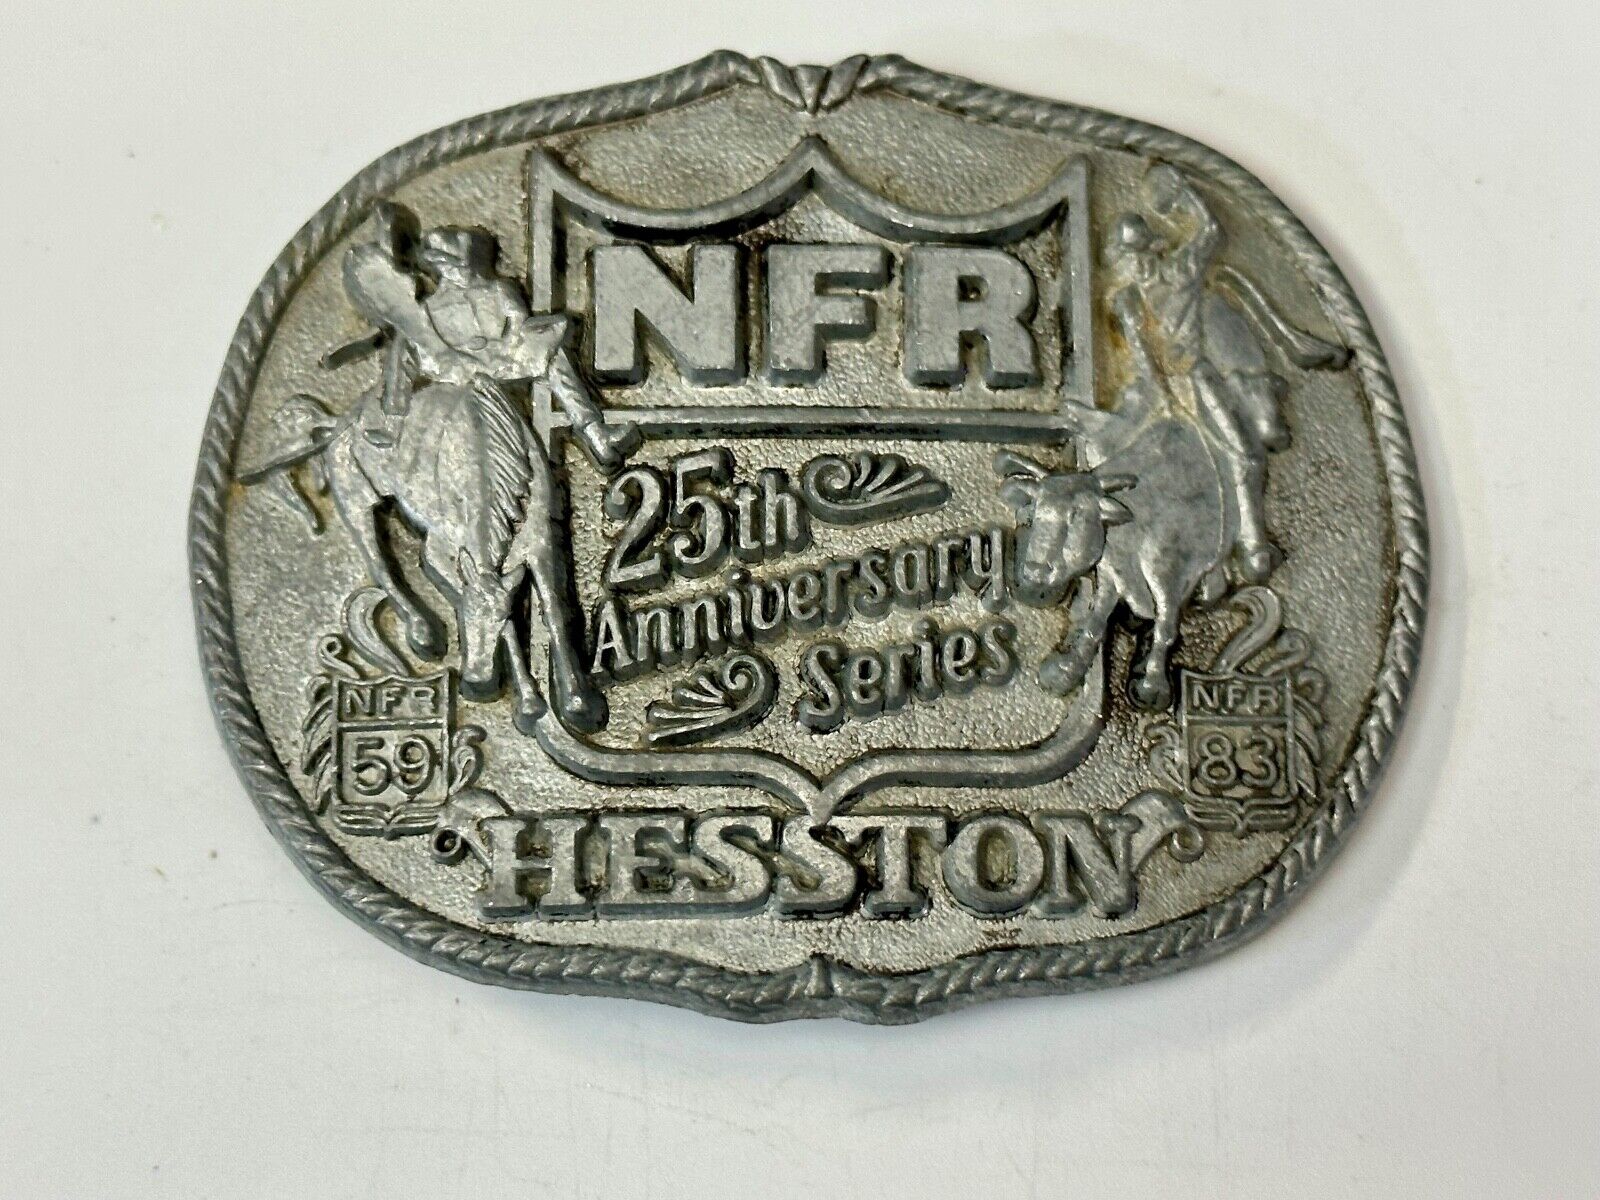 NFR
25th
Anniversary
Series
NFR
59
NFR
83
HESSTON